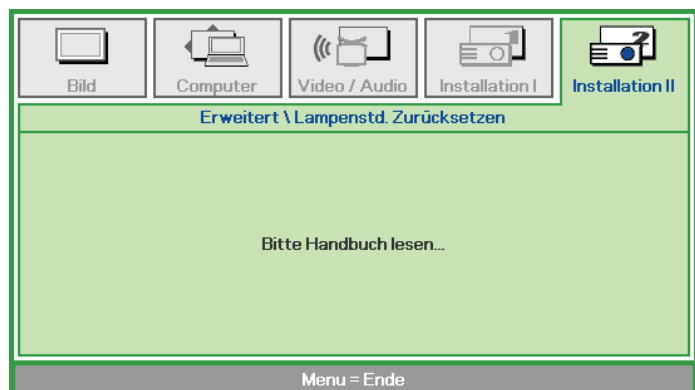 Bild
Computer
Video / Audio
Installation I
Installation II
Erweitert \ Lampenstd. Zurücksetzen
Bitte Handbuch lesen...
Menu = Ende